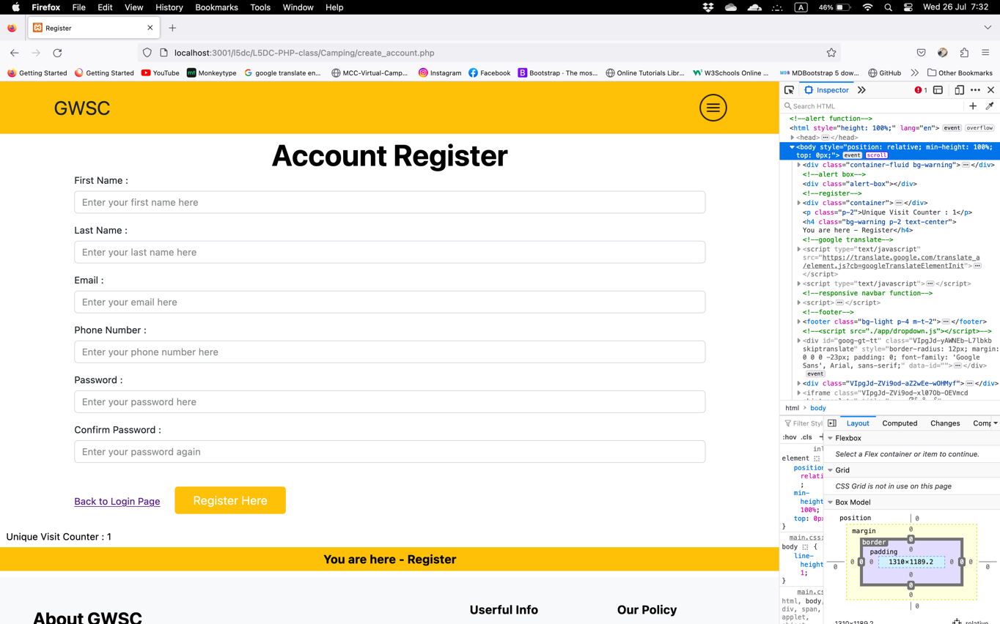 Firefox File Edit View History Bookmarks Tools Window Help A 46% Wed 26 Jul 7:32
Register
localhost:3001/l5dc/L5DC-PHP-class/Camping/create_account.php
Getting Started Getting Started YouTube Monkeytype google translate en... MCC-Virtual-Camp... Instagram Facebook Bootstrap · The mos... Online Tutorials Libr... W3Schools Online ... MDBootstrap 5 dow... GitHub Other Bookmarks
GWSC
Account Register
First Name :
Enter your first name here
Last Name :
Enter your last name here
Email :
Enter your email here
Phone Number :
Enter your phone number here
Password :
Enter your password here
Confirm Password :
Enter your password again
Back to Login Page Register Here
Unique Visit Counter : 1
You are here - Register
About GWSC
Userful Info
Our Policy
Inspector 1
Search HTML
<!--alert function-->
<html style="height: 100%;" lang="en"> event overflow
<head> </head>
<body style="position: relative; min-height: 100%;
top: 0px;"> event scroll
<div class="container-fluid bg-warning"> </div>
<!--alert box-->
<div class="alert-box"></div>
<!--register-->
<div class="container"> </div>
<p class="p-2">Unique Visit Counter : 1</p>
<h4 class="bg-warning p-2 text-center">
You are here - Register</h4>
<!--google translate-->
<script type="text/javascript"
src="https://translate.google.com/translate_a
/element.js?cb=googleTranslateElementInit">
</script>
<script type="text/javascript"> </script>
<!--responsive navbar function-->
<script> </script>
<!--footer-->
<footer class="bg-light p-4 m-t-2"> </footer>
<!--<script src="./app/dropdown.js"></script>-->
<div id="goog-gt-tt" class="VIpgJd-yAWNEb-L7lbkb
skiptranslate" style="border-radius: 12px; margin:
0 0 0 -23px; padding: 0; font-family: 'Google
Sans', Arial, sans-serif;" data-id=""> </div>
event
<div class="VIpgJd-ZVi9od-aZ2wEe-wOHMyf"> </div>
<iframe class="VIpgJd-ZVi9od-xl07Ob-OEVmcd
html > body
Filter Styl
:hov .cls +
inl
element {
position
relati
;
min-
height
100%;
top: 0px
}
main.css:
body {
line-
height
1;
}
main.cs
html, body,
div, span,
applet,
Layout Computed Changes Comp
Flexbox
Select a Flex container or item to continue.
Grid
CSS Grid is not in use on this page
Box Model
position 0
margin 0
border 0
padding 0
0 0 0 0 1310×1189.2 0 0 0 0
0
0
0
0
1310×1189.2 relative